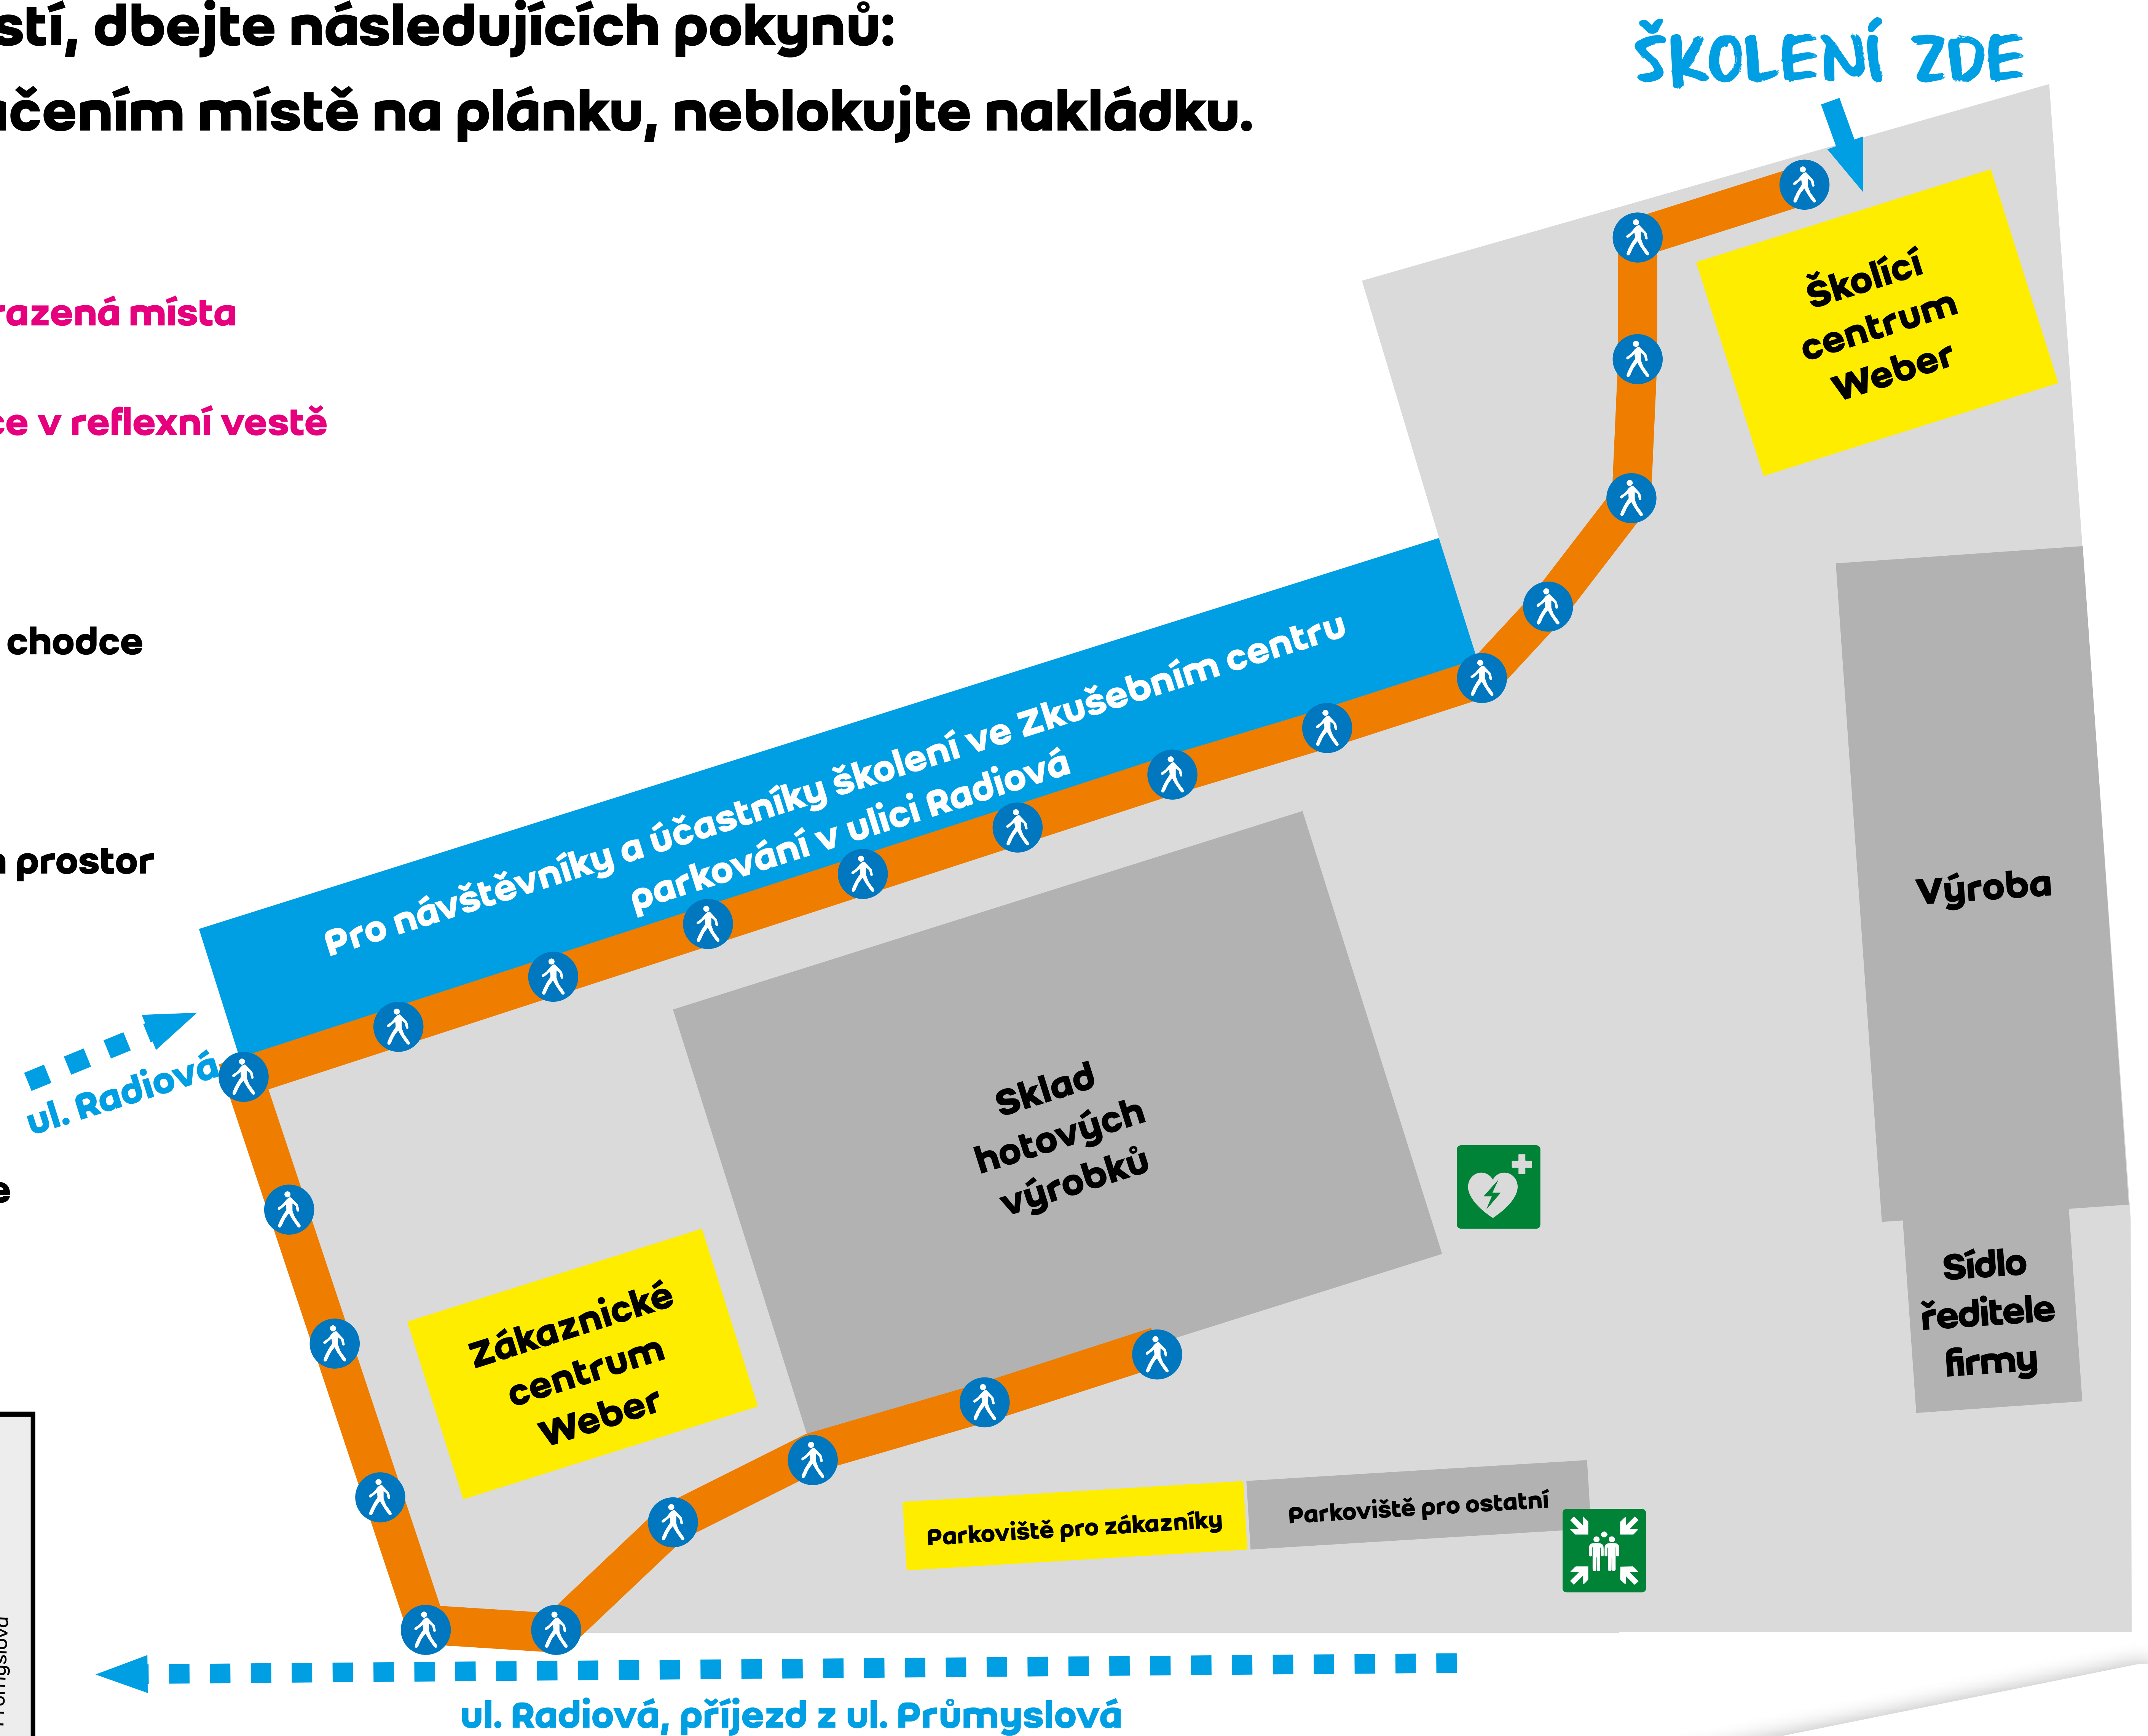 stí, dbejte následujících pokynů:
ačením místě na plánku, neblokujte nakládku.
ŠKOLENÍ ZDE
razená místa
ce v reflexní vestě
chodce
prostor
Školící
centrum
Weber
Pro návštěvníky a účastníky školení ve Zkušebním centru
parkování v ulici Radiová
Výroba
ul. Radiová
Sklad
hotových
výrobků
Zákaznické
centrum
Weber
Sídlo
ředitele
firmy
Parkoviště pro zákazníky
Parkoviště pro ostatní
ul. Radiová, příjezd z ul. Průmyslová